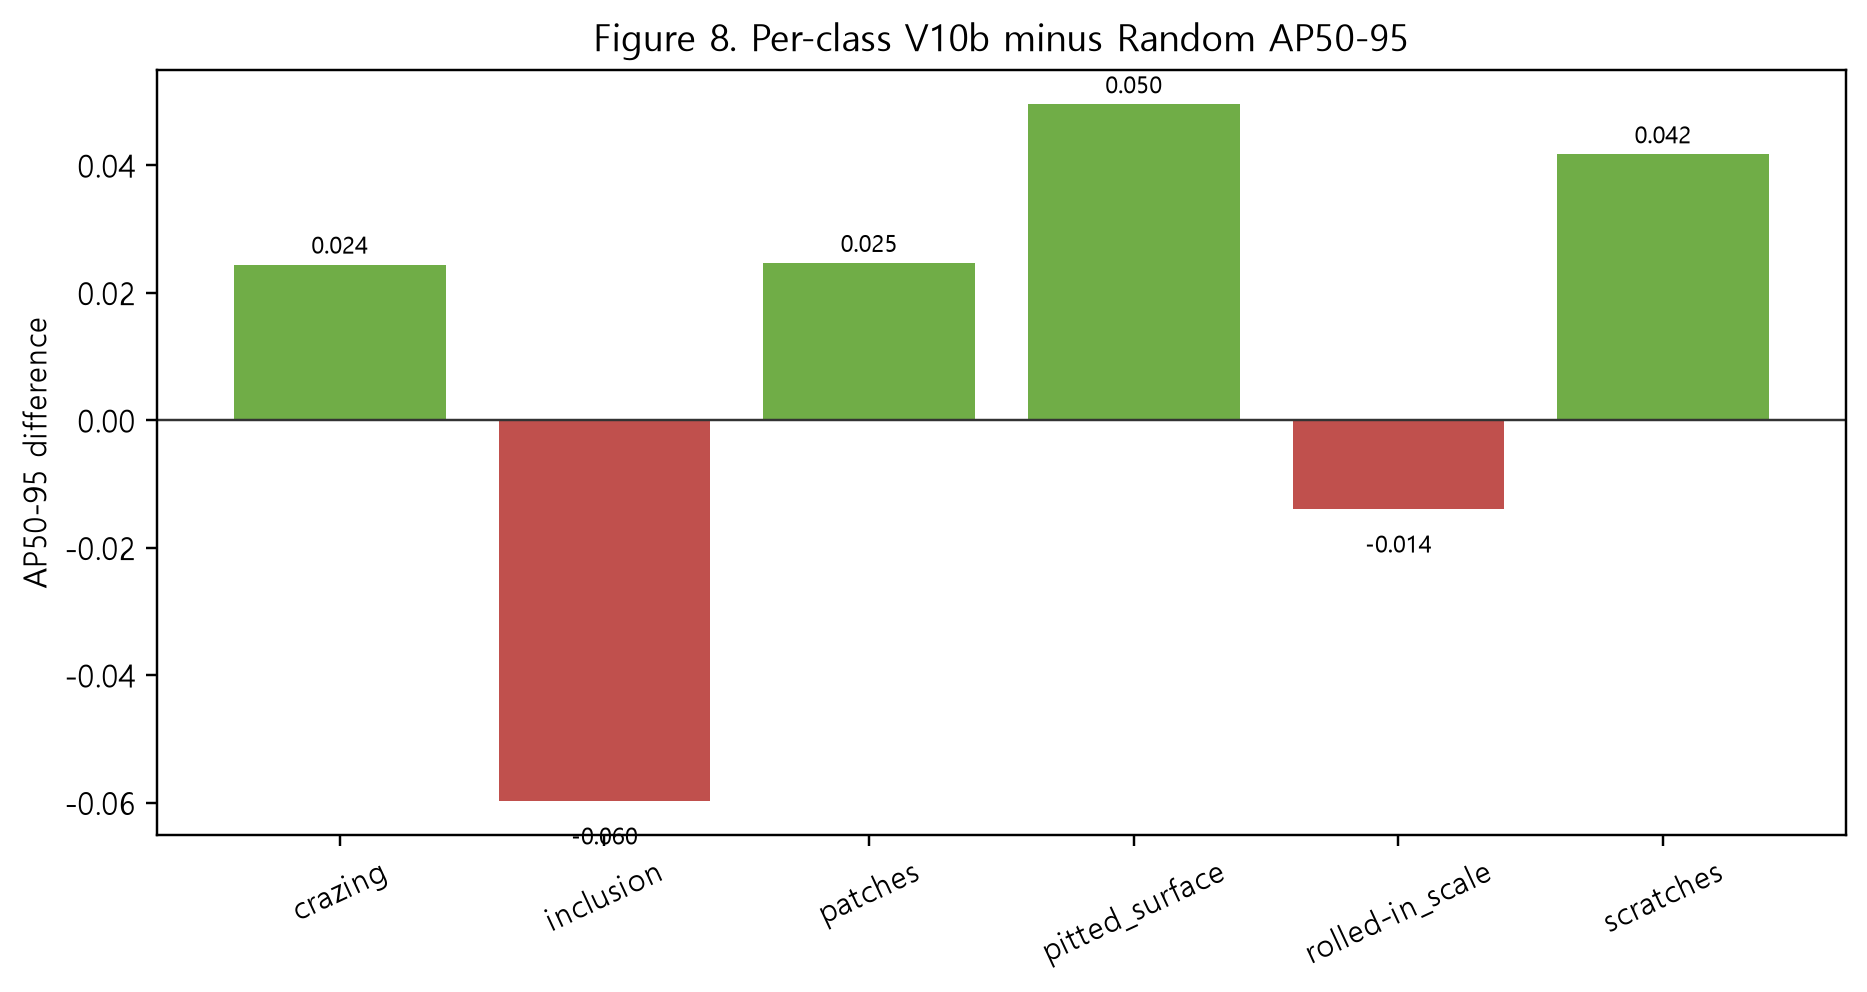 Figure 8. Per-class V10b minus Random AP50-95
AP50-95 difference
0.04
0.02
0.00
-0.02
-0.04
-0.06
0.024
-0.060
0.025
0.050
-0.014
0.042
crazing
inclusion
patches
pitted_surface
rolled-in_scale
scratches